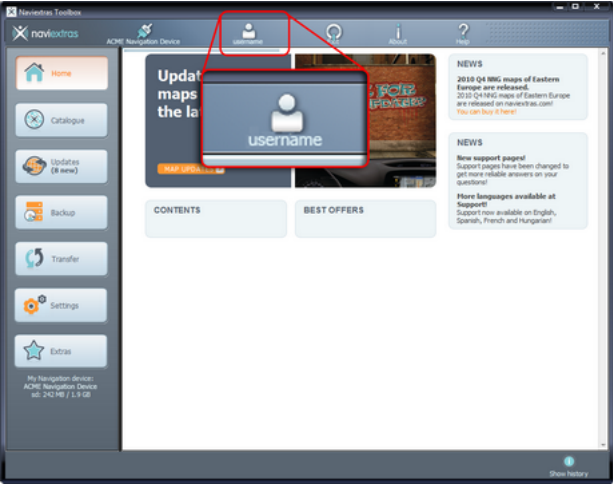 Naviextras Toolbox
naviextras
ACME Navigation Device
username
About
Help
Home
Catalogue
Updates
(8 new)
Backup
Transfer
Settings
Extras
My Navigation device:
ACME Navigation Device
sd: 242 MB / 1.9 GB
Updat
maps
the la
MAP UPDATES
username
CONTENTS
BEST OFFERS
NEWS
2010 Q4 NNG maps of Eastern
Europe are released.
2010 Q4 NNG maps of Eastern Europe
are released on naviextras.com!
You can buy it here!
NEWS
New support pages!
Support pages have been changed to
get more reliable answers on your
questions!
More languages available at
Support!
Support now available on English,
Spanish, French and Hungarian!
Show history